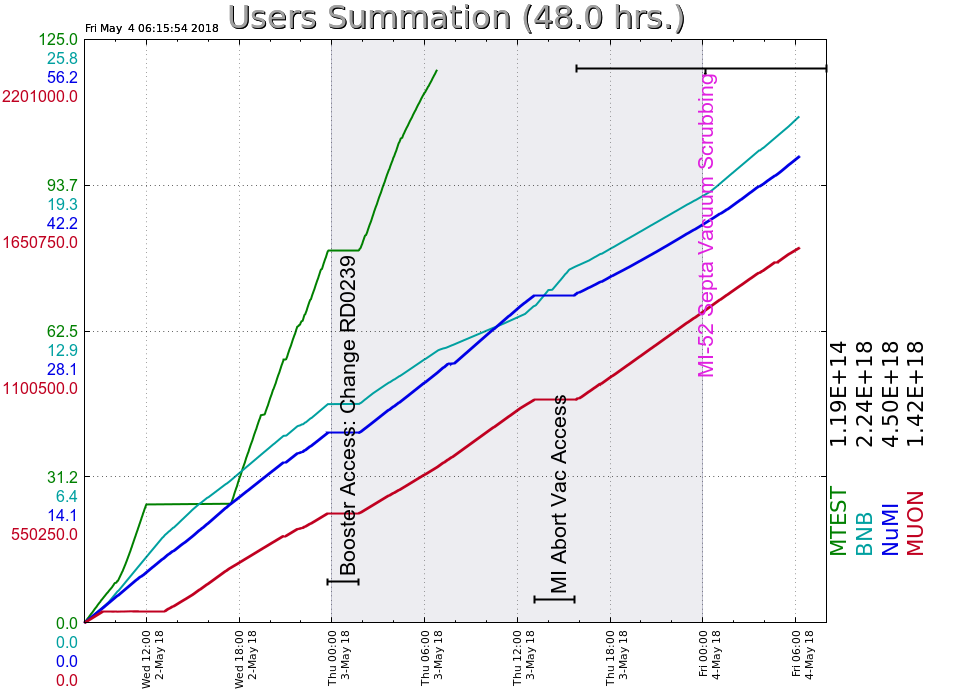 Users Summation (48.0 hrs.)
Fri May 4 06:15:54 2018
125.0
25.8
56.2
2201000.0
93.7
19.3
42.2
1650750.0
62.5
12.9
28.1
1100500.0
31.2
6.4
14.1
550250.0
0.0
0.0
0.0
0.0
Booster Access: Change RD0239
MI Abort Vac Access
MI-52 Septa Vacuum Scrubbing
MTEST 1.19E+14
BNB 2.24E+18
NuMI 4.50E+18
MUON 1.42E+18
Wed 12:00
2-May 18
Wed 18:00
2-May 18
Thu 00:00
3-May 18
Thu 06:00
3-May 18
Thu 12:00
3-May 18
Thu 18:00
3-May 18
Fri 00:00
4-May 18
Fri 06:00
4-May 18